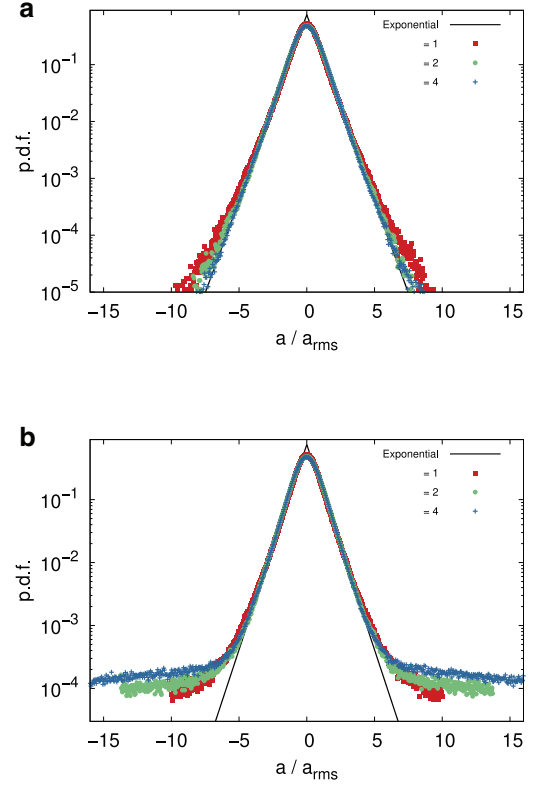 a
Exponential
= 1
= 2
= 4
p.d.f.
10⁻¹
10⁻²
10⁻³
10⁻⁴
10⁻⁵
−15 −10 −5 0 5 10 15
a / aᵣₘₛ
b
Exponential
= 1
= 2
= 4
p.d.f.
10⁻¹
10⁻²
10⁻³
10⁻⁴
−15 −10 −5 0 5 10 15
a / aᵣₘₛ